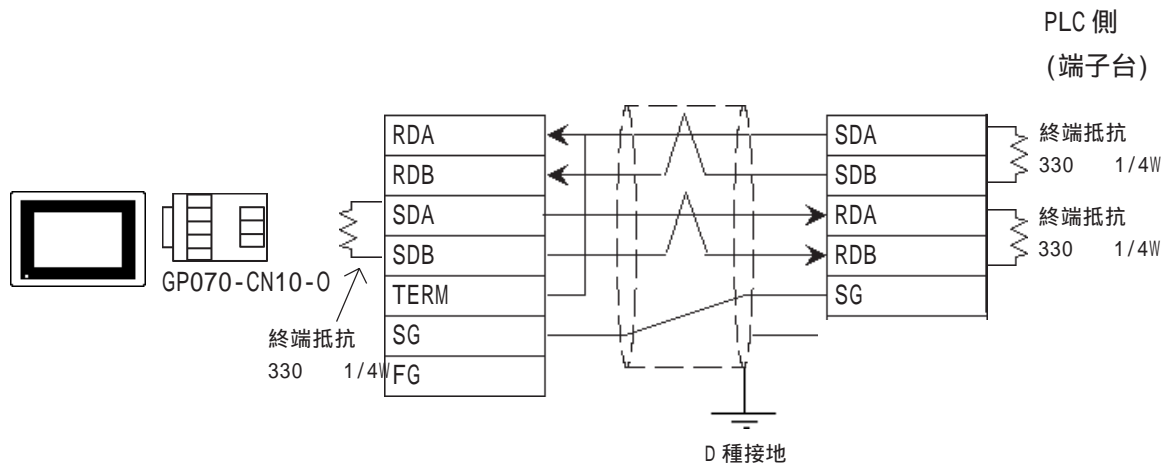 PLC 側
(端子台)
RDA
RDB
SDA
SDB
TERM
SG
FG
SDA
SDB
RDA
RDB
SG
終端抵抗
330 1/4W
終端抵抗
330 1/4W
GP070-CN10-O
終端抵抗
330 1/4W
D 種接地